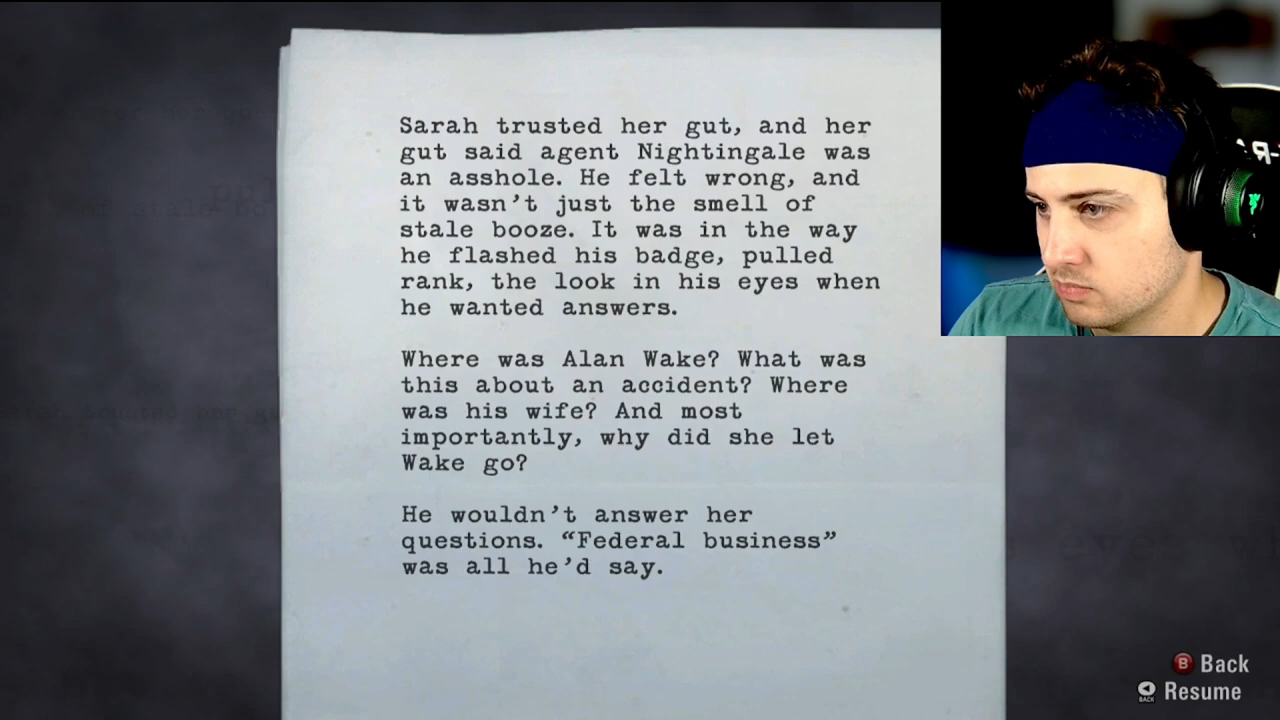 Sarah trusted her gut, and her
gut said agent Nightingale was
an asshole. He felt wrong, and
it wasn't just the smell of
stale booze. It was in the way
he flashed his badge, pulled
rank, the look in his eyes when
he wanted answers.
Where was Alan Wake? What was
this about an accident? Where
was his wife? And most
importantly, why did she let
Wake go?
He wouldn't answer her
questions. “Federal business”
was all he'd say.
B Back
BACK Resume